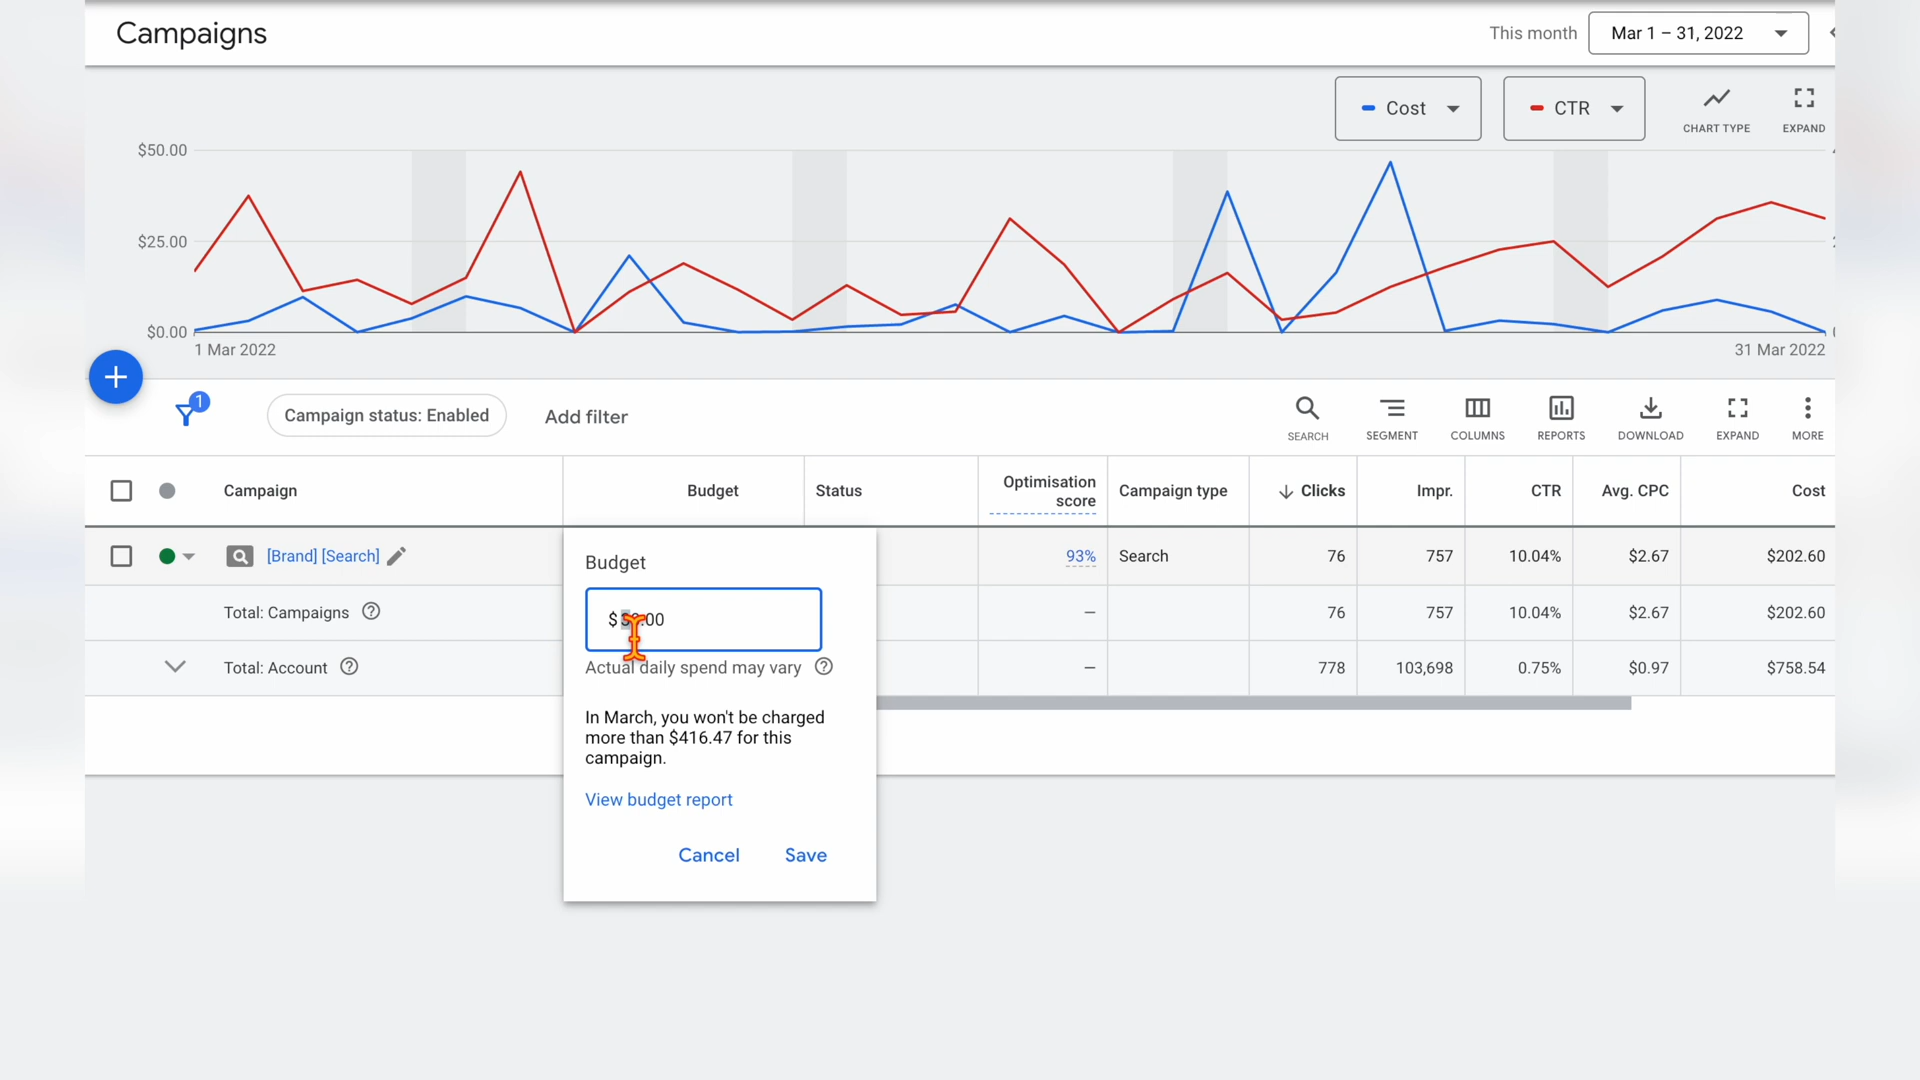 Campaigns
This month
Mar 1 – 31, 2022
Cost
CTR
CHART TYPE
EXPAND
$50.00
$25.00
$0.00
1 Mar 2022
31 Mar 2022
1
Campaign status: Enabled
Add filter
SEARCH
SEGMENT
COLUMNS
REPORTS
DOWNLOAD
EXPAND
MORE
Campaign
Budget
Status
Optimisation
score
Campaign type
Clicks
Impr.
CTR
Avg. CPC
Cost
[Brand] [Search]
93%
Search
76
757
10.04%
$2.67
$202.60
Total: Campaigns
—
76
757
10.04%
$2.67
$202.60
Total: Account
—
778
103,698
0.75%
$0.97
$758.54
Budget
Actual daily spend may vary
In March, you won't be charged
more than $416.47 for this
campaign.
View budget report
Cancel
Save